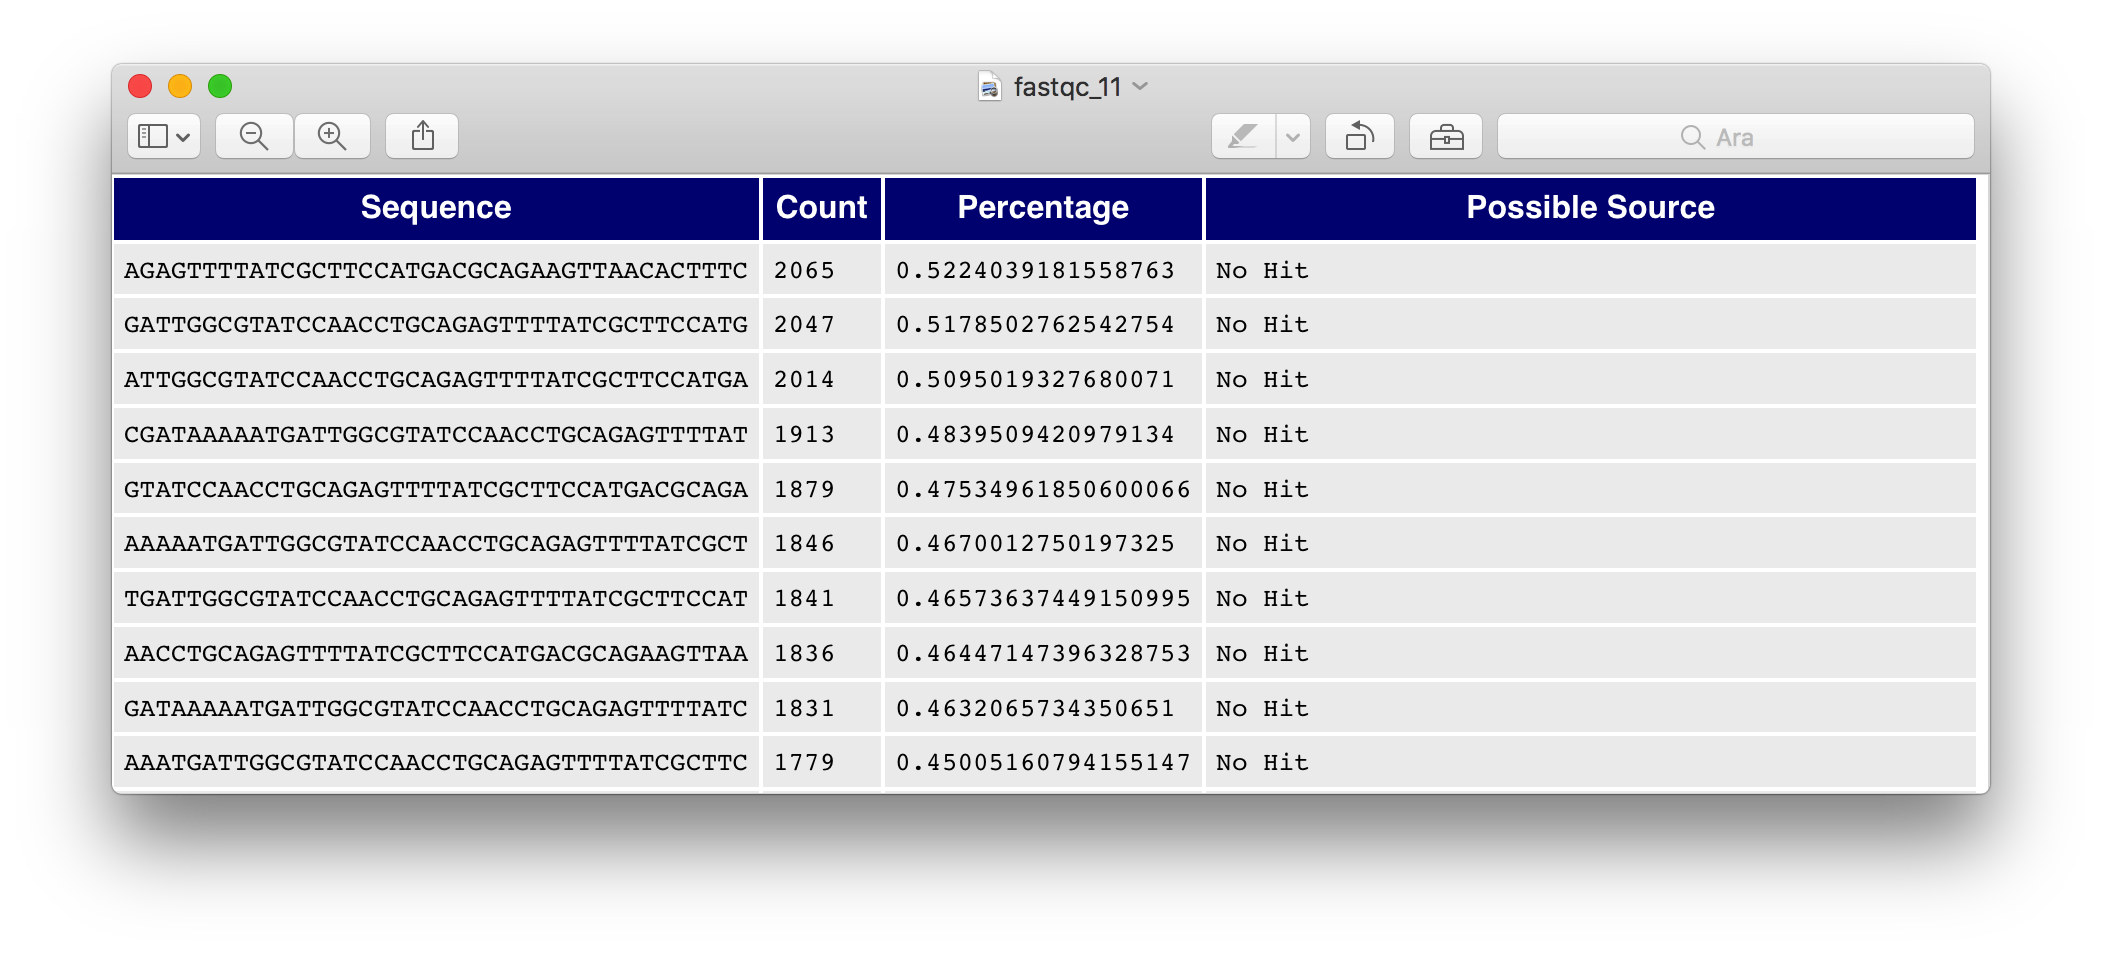 fastqc_11
Ara
Sequence Count Percentage Possible Source
AGAGTTTTATCGCTTCCATGACGCAGAAGTTAACACTTTC 2065 0.5224039181558763 No Hit
GATTGGCGTATCCAACCTGCAGAGTTTTATCGCTTCCATG 2047 0.5178502762542754 No Hit
ATTGGCGTATCCAACCTGCAGAGTTTTATCGCTTCCATGA 2014 0.5095019327680071 No Hit
CGATAAAAATGATTGGCGTATCCAACCTGCAGAGTTTTAT 1913 0.4839509420979134 No Hit
GTATCCAACCTGCAGAGTTTTATCGCTTCCATGACGCAGA 1879 0.47534961850600066 No Hit
AAAAATGATTGGCGTATCCAACCTGCAGAGTTTTATCGCT 1846 0.4670012750197325 No Hit
TGATTGGCGTATCCAACCTGCAGAGTTTTATCGCTTCCAT 1841 0.46573637449150995 No Hit
AACCTGCAGAGTTTTATCGCTTCCATGACGCAGAAGTTAA 1836 0.46447147396328753 No Hit
GATAAAAATGATTGGCGTATCCAACCTGCAGAGTTTTATC 1831 0.4632065734350651 No Hit
AAATGATTGGCGTATCCAACCTGCAGAGTTTTATCGCTTC 1779 0.45005160794155147 No Hit